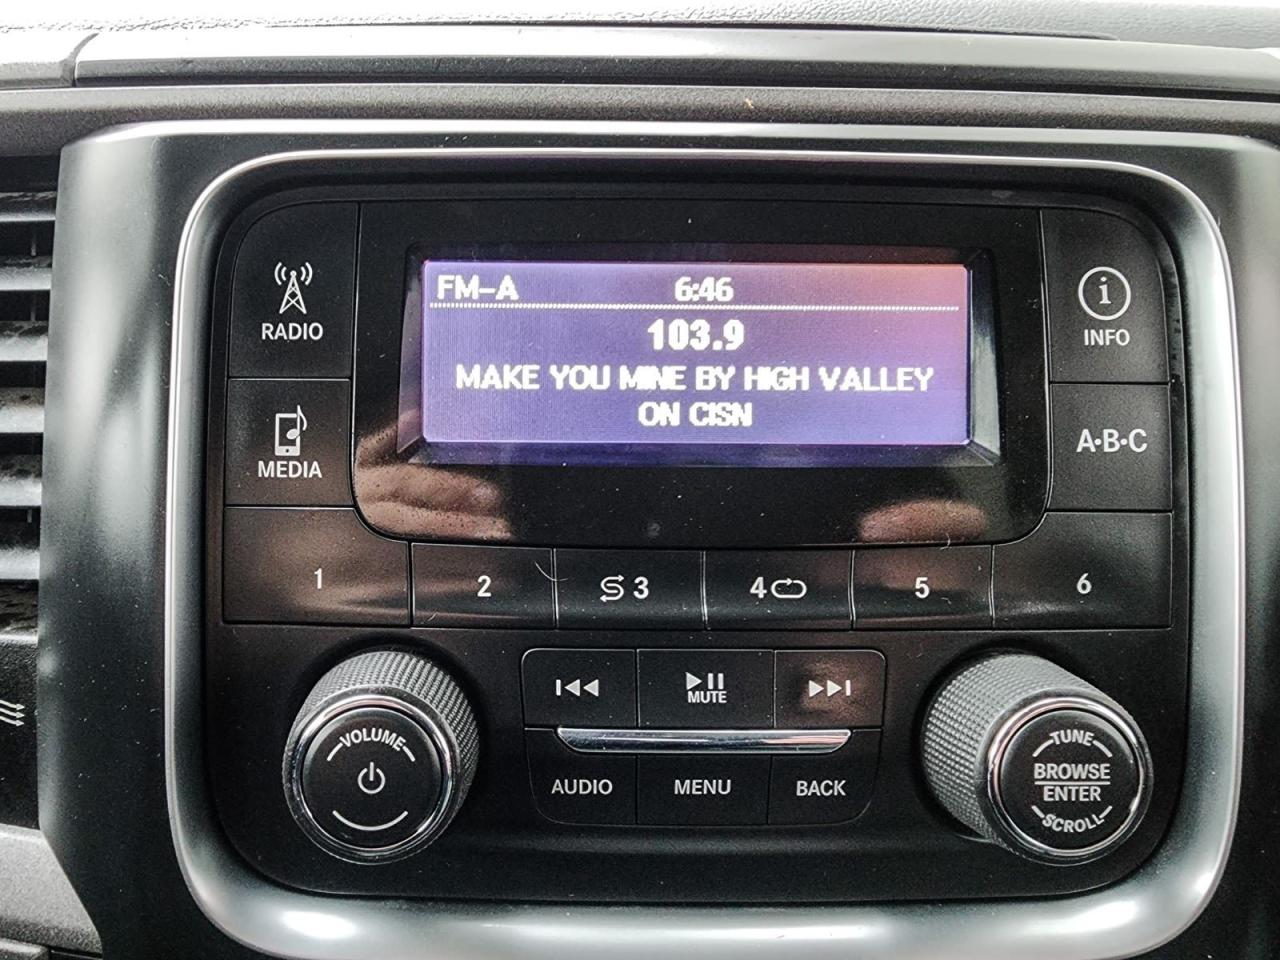 FM-A 6:46
103.9
MAKE YOU MINE BY HIGH VALLEY
ON CISN
RADIO
MEDIA
INFO
A·B·C
1 2 3 4 5 6
MUTE
AUDIO MENU BACK
VOLUME
TUNE
BROWSE
ENTER
SCROLL